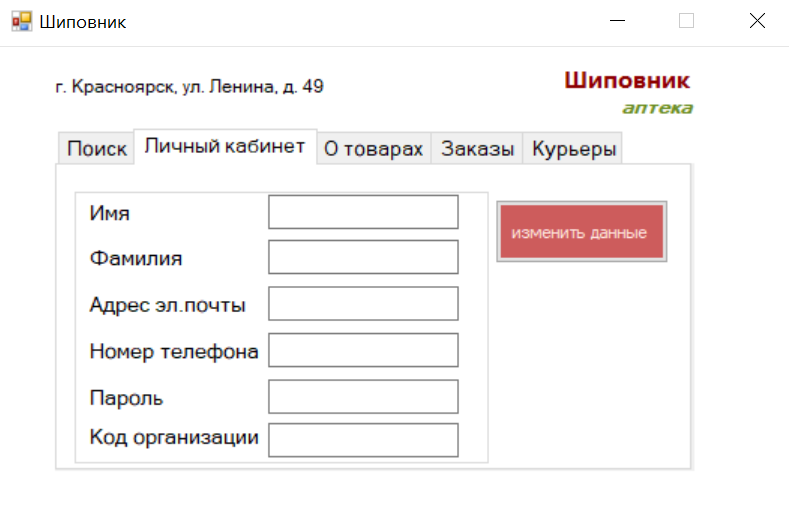 Шиповник
г. Красноярск, ул. Ленина, д. 49
Шиповник
аптека
Поиск Личный кабинет О товарах Заказы Курьеры
Имя
изменить данные
Фамилия
Адрес эл.почты
Номер телефона
Пароль
Код организации